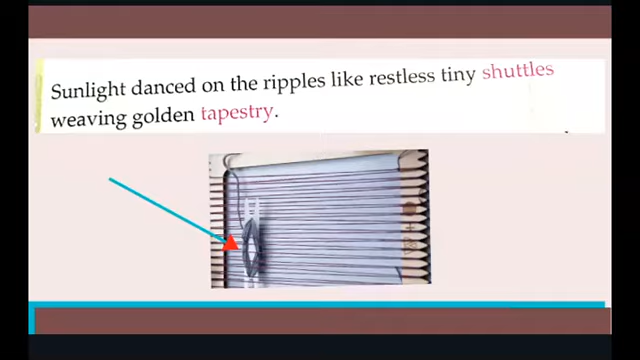 Sunlight danced on the ripples like restless tiny shuttles
weaving golden tapestry.